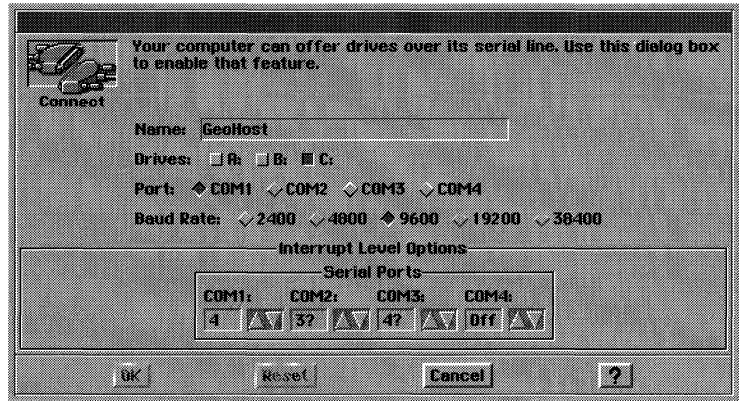 Your computer can offer drives over its serial line. Use this dialog box
to enable that feature.
Connect
Name: GeoHost
Drives: A: B: C:
Port: COM1 COM2 COM3 COM4
Baud Rate: 2400 4800 9600 19200 38400
Interrupt Level Options
Serial Ports
COM1: COM2: COM3: COM4:
4 3? 4? Off
OK Reset Cancel ?